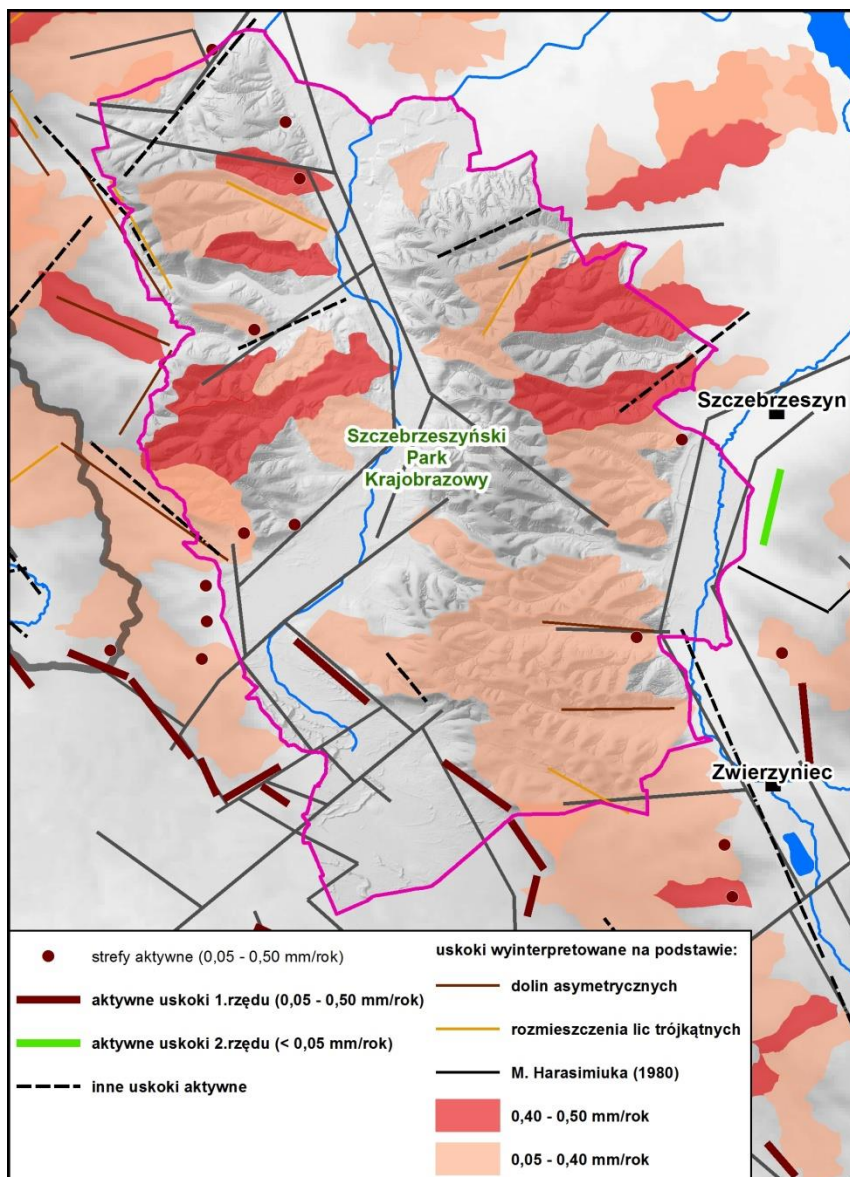 Szczebrzeszyn
Szczebrzeszyński
Park
Krajobrazowy
Zwierzyniec
strefy aktywne (0,05 - 0,50 mm/rok)
aktywne uskoki 1.rzędu (0,05 - 0,50 mm/rok)
aktywne uskoki 2.rzędu (< 0,05 mm/rok)
inne uskoki aktywne
uskoki wyinterpretowane na podstawie:
dolin asymetrycznych
rozmieszczenia lic trójkątnych
M. Harasimiuka (1980)
0,40 - 0,50 mm/rok
0,05 - 0,40 mm/rok